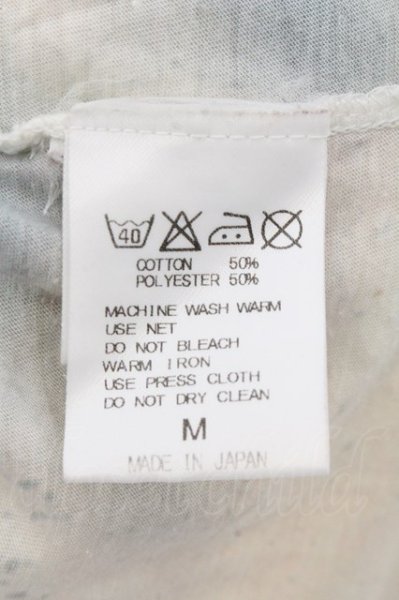 40
COTTON 50%
POLYESTER 50%
MACHINE WASH WARM
USE NET
DO NOT BLEACH
WARM IRON
USE PRESS CLOTH
DO NOT DRY CLEAN
M
MADE IN JAPAN